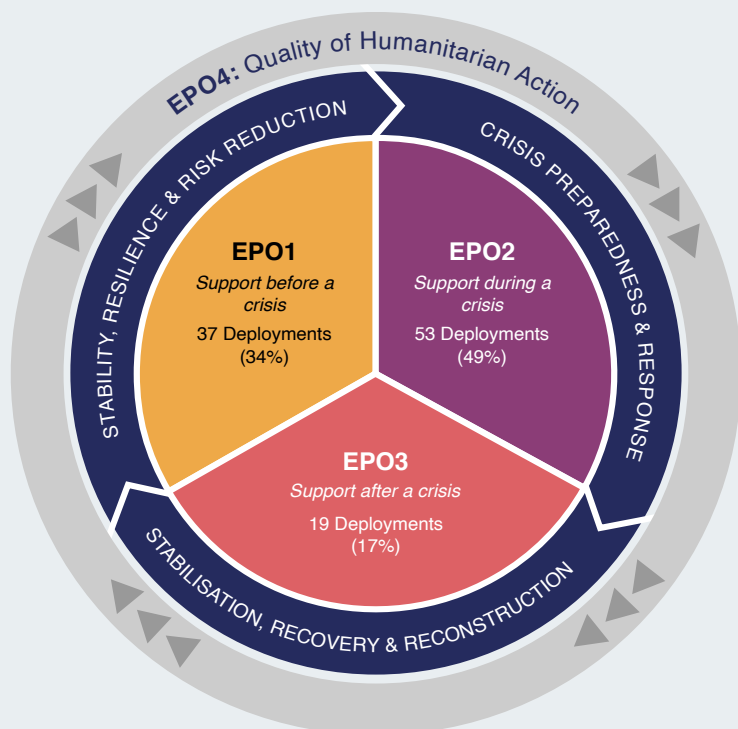 EPO4: Quality of Humanitarian Action
STABILITY, RESILIENCE & RISK REDUCTION
CRISIS PREPAREDNESS & RESPONSE
EPO1
Support before a
crisis
37 Deployments
(34%)
EPO2
Support during a
crisis
53 Deployments
(49%)
EPO3
Support after a crisis
19 Deployments
(17%)
STABILISATION, RECOVERY & RECONSTRUCTION